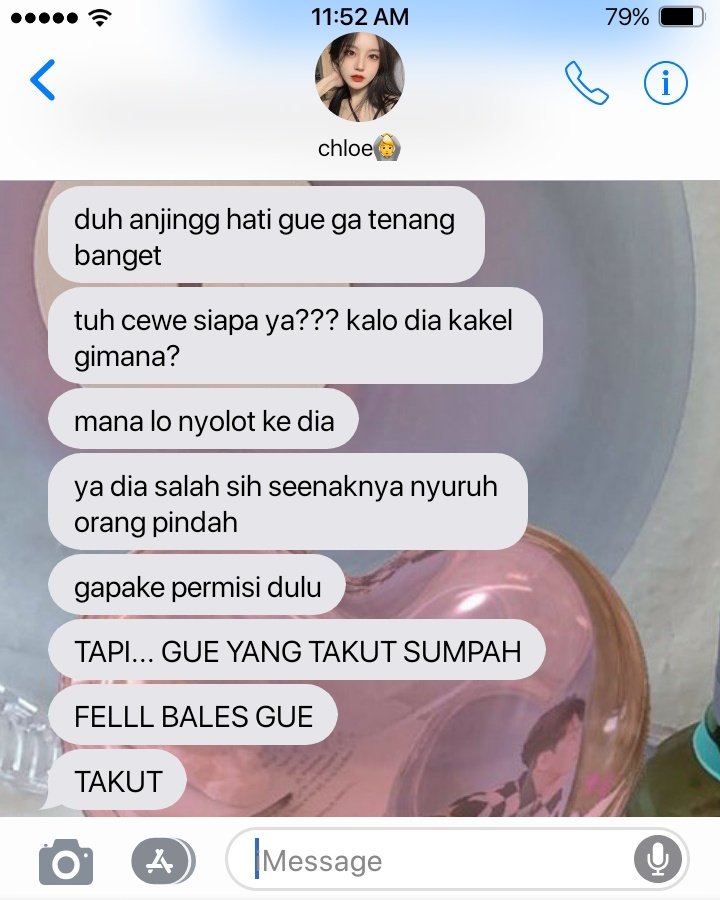 11:52 AM
79%
chloe
duh anjingg hati gue ga tenang
banget
tuh cewe siapa ya??? kalo dia kakel
gimana?
mana lo nyolot ke dia
ya dia salah sih seenaknya nyuruh
orang pindah
gapake permisi dulu
TAPI... GUE YANG TAKUT SUMPAH
FELLL BALES GUE
TAKUT
Message